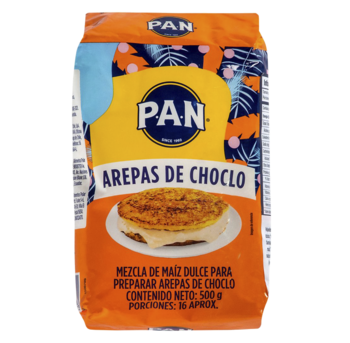 PAN
SINCE 1960
AREPAS DE CHOCLO
MEZCLA DE MAÍZ DULCE PARA
PREPARAR AREPAS DE CHOCLO
CONTENIDO NETO: 500 g
PORCIONES: 16 APROX.